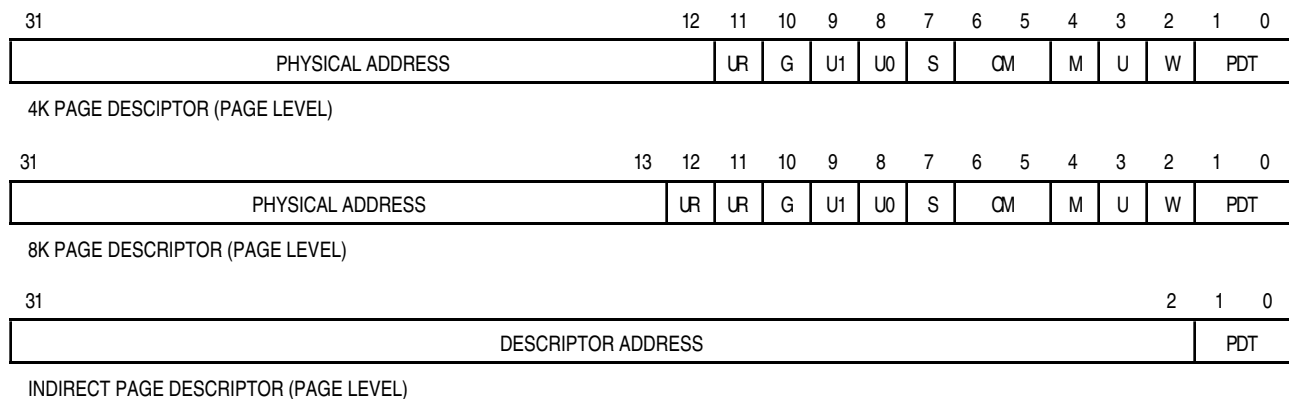 31 12 11 10 9 8 7 6 5 4 3 2 1 0
PHYSICAL ADDRESS UR G U1 U0 S CM M U W PDT
4K PAGE DESCIPTOR (PAGE LEVEL)
31 13 12 11 10 9 8 7 6 5 4 3 2 1 0
PHYSICAL ADDRESS UR UR G U1 U0 S CM M U W PDT
8K PAGE DESCRIPTOR (PAGE LEVEL)
31 2 1 0
DESCRIPTOR ADDRESS PDT
INDIRECT PAGE DESCRIPTOR (PAGE LEVEL)